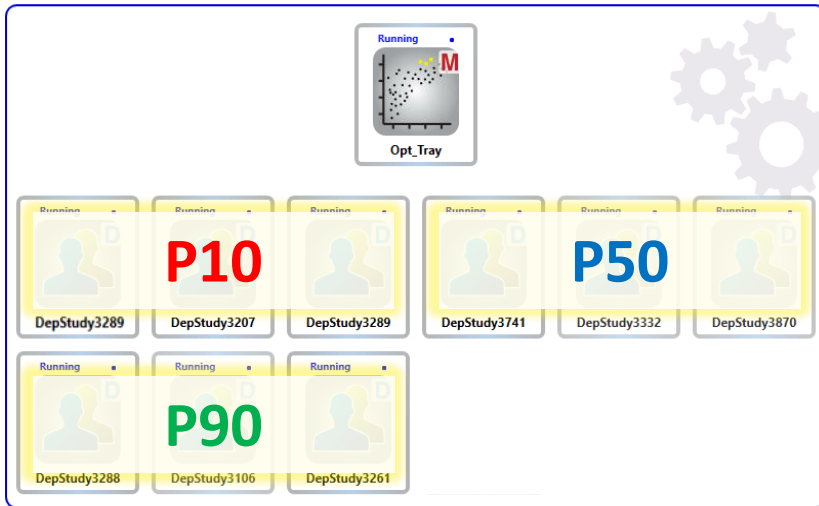 Running
M
Opt_Tray
Running Running Running Running Running Running
D D D D D D
P10 P50
DepStudy3289 DepStudy3207 DepStudy3289 DepStudy3741 DepStudy3332 DepStudy3870
Running Running Running
D D D
P90
DepStudy3288 DepStudy3106 DepStudy3261